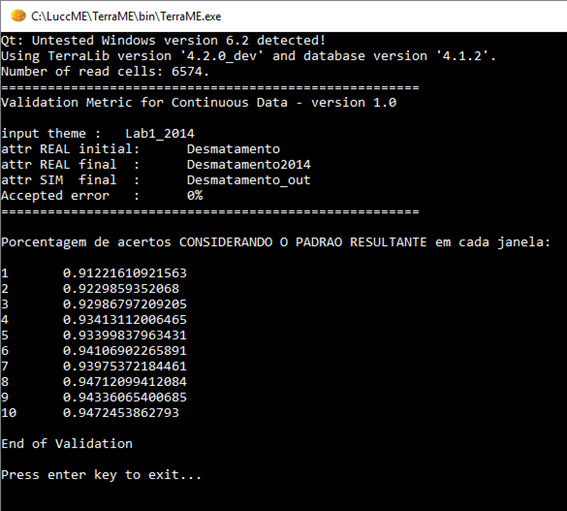 C:\LuccME\TerraME\bin\TerraME.exe
Qt: Untested Windows version 6.2 detected!
Using TerraLib version '4.2.0_dev' and database version '4.1.2'.
Number of read cells: 6574.
======================================================
Validation Metric for Continuous Data - version 1.0
input theme :   Lab1_2014
attr REAL initial:      Desmatamento
attr REAL final  :      Desmatamento2014
attr SIM  final  :      Desmatamento_out
Accepted error   :      0%
======================================================
Porcentagem de acertos CONSIDERANDO O PADRAO RESULTANTE em cada janela:
1       0.91221610921563
2       0.9229859352068
3       0.92986797209205
4       0.93413112006465
5       0.93399837963431
6       0.94106902265891
7       0.93975372184461
8       0.94712099412084
9       0.94336065400685
10      0.9472453862793
End of Validation
Press enter key to exit...